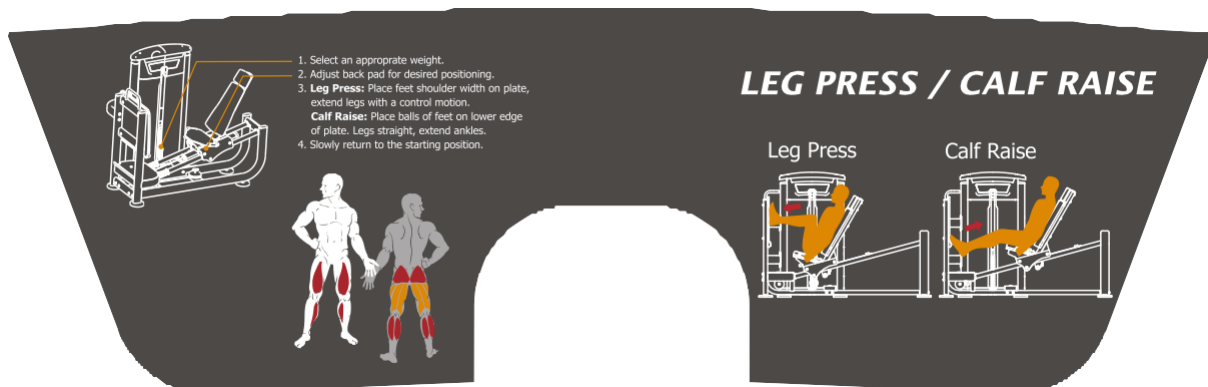 1. Select an approprate weight.
2. Adjust back pad for desired positioning.
3. Leg Press: Place feet shoulder width on plate,
extend legs with a control motion.
Calf Raise: Place balls of feet on lower edge
of plate. Legs straight, extend ankles.
4. Slowly return to the starting position.
LEG PRESS / CALF RAISE
Leg Press
Calf Raise